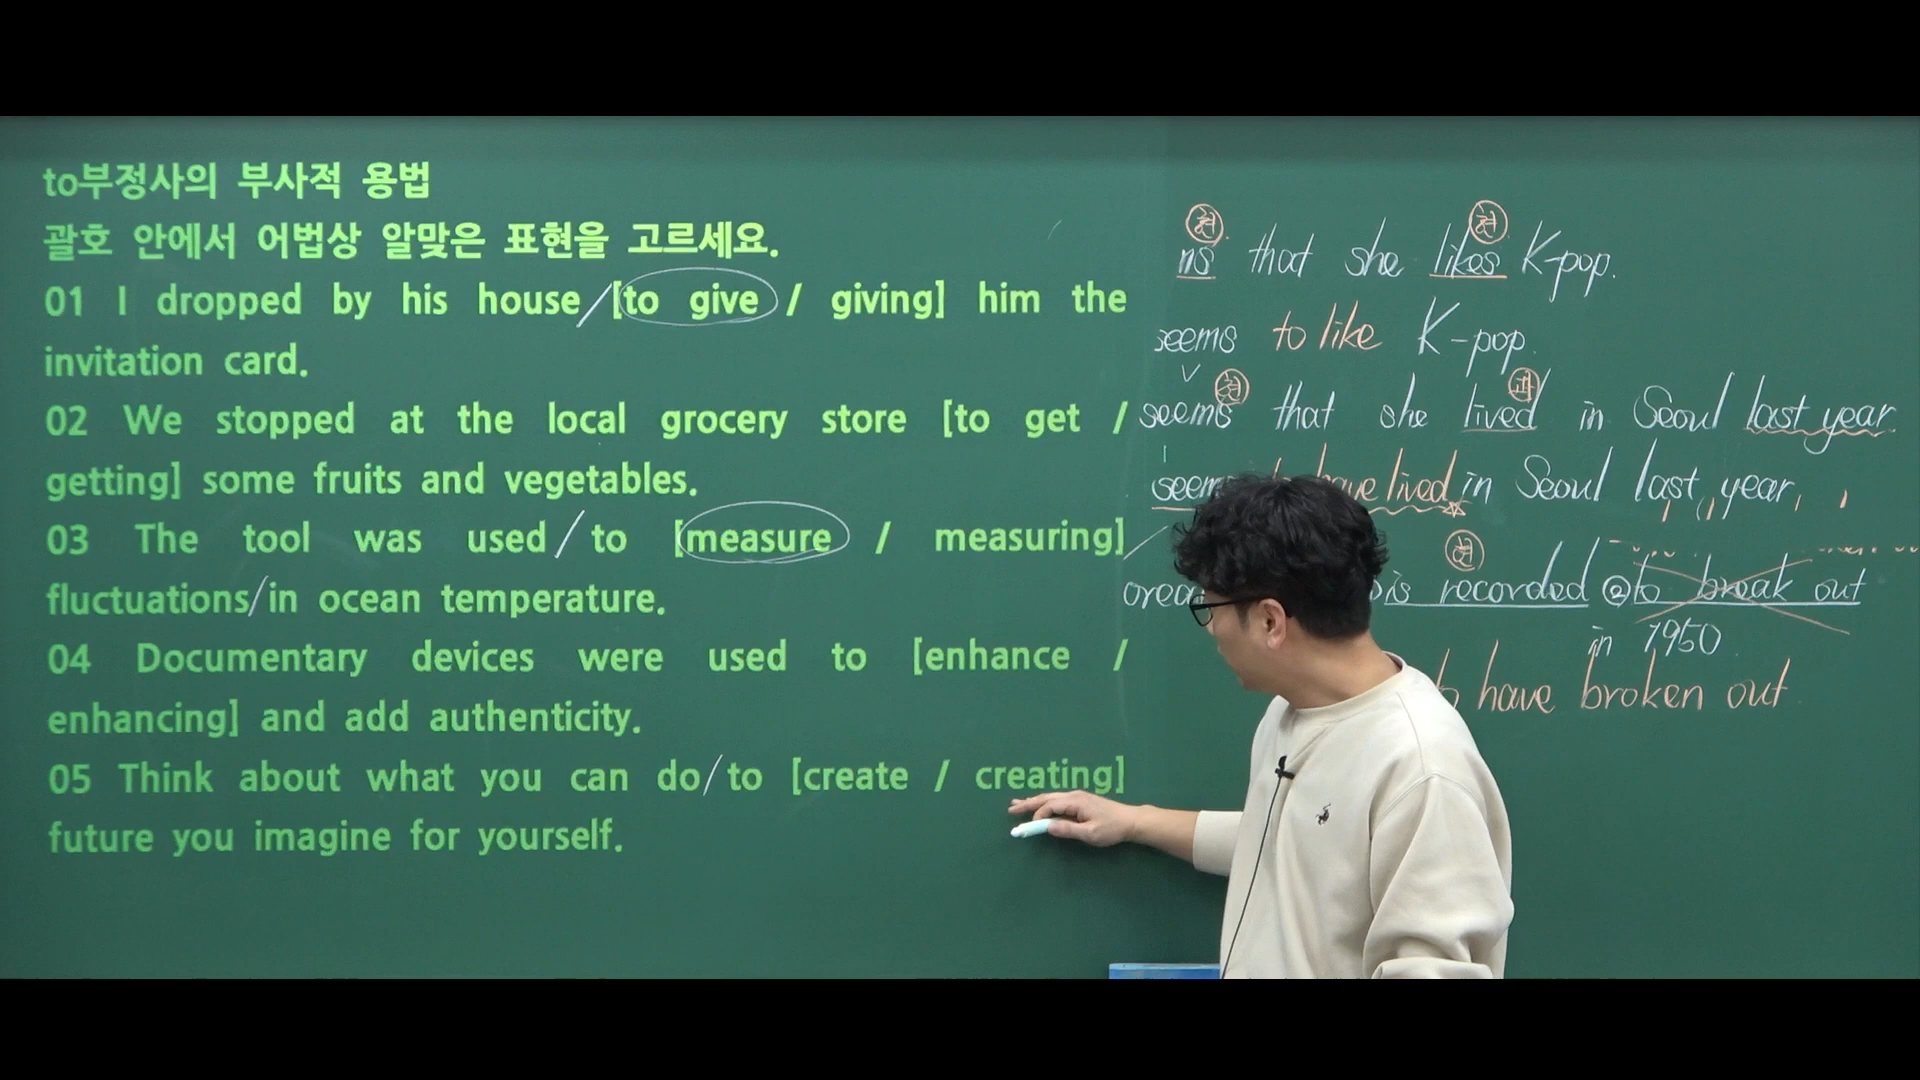 to부정사의 부사적 용법
괄호 안에서 어법상 알맞은 표현을 고르세요.
01 I dropped by his house [to give / giving] him the
invitation card.
02 We stopped at the local grocery store [to get /
getting] some fruits and vegetables.
03 The tool was used to [measure / measuring]
fluctuations in ocean temperature.
04 Documentary devices were used to [enhance /
enhancing] and add authenticity.
05 Think about what you can do to [create / creating]
future you imagine for yourself.
현 현
ms that she likes K-pop.
seems to like K-pop.
현 과
seems that she lived in Seoul last year
seem have lived in Seoul last year
현
is recorded ② to break out
in 1950
to have broken out